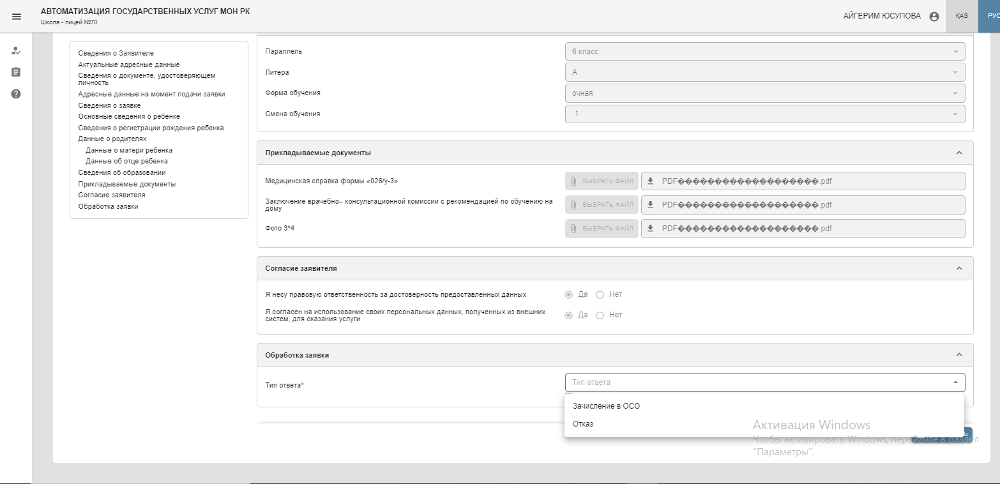 АВТОМАТИЗАЦИЯ ГОСУДАРСТВЕННЫХ УСЛУГ МОН РК
Школа - лицей №70
АЙГЕРИМ ЮСУПОВА
ҚАЗ
РУС
Сведения о Заявителе
Актуальные адресные данные
Сведения о документе, удостоверяющем
личность
Адресные данные на момент подачи заявки
Сведения о заявке
Основные сведения о ребенке
Сведения о регистрации рождения ребенка
Данные о родителях
Данные о матери ребенка
Данные об отце ребенка
Сведения об образовании
Прикладываемые документы
Согласие заявителя
Обработка заявки
Параллель
6 класс
Литера
А
Форма обучения
очная
Смена обучения
1
Прикладываемые документы
Медицинская справка формы «026/у-3»
ВЫБРАТЬ ФАЙЛ
PDF�����������������������.pdf
Заключение врачебно– консультационной комиссии с рекомендацией по обучению на
дому
ВЫБРАТЬ ФАЙЛ
PDF�����������������������.pdf
Фото 3*4
ВЫБРАТЬ ФАЙЛ
PDF�����������������������.pdf
Согласие заявителя
Я несу правовую ответственность за достоверность предоставленных данных
Да
Нет
Я согласен на использование своих персональных данных, полученных из внешних
систем, для оказания услуги
Да
Нет
Обработка заявки
Тип ответа*
Тип ответа
Зачисление в ОСО
Отказ
Активация Windows
Чтобы активировать Windows, перейдите в раздел
"Параметры".